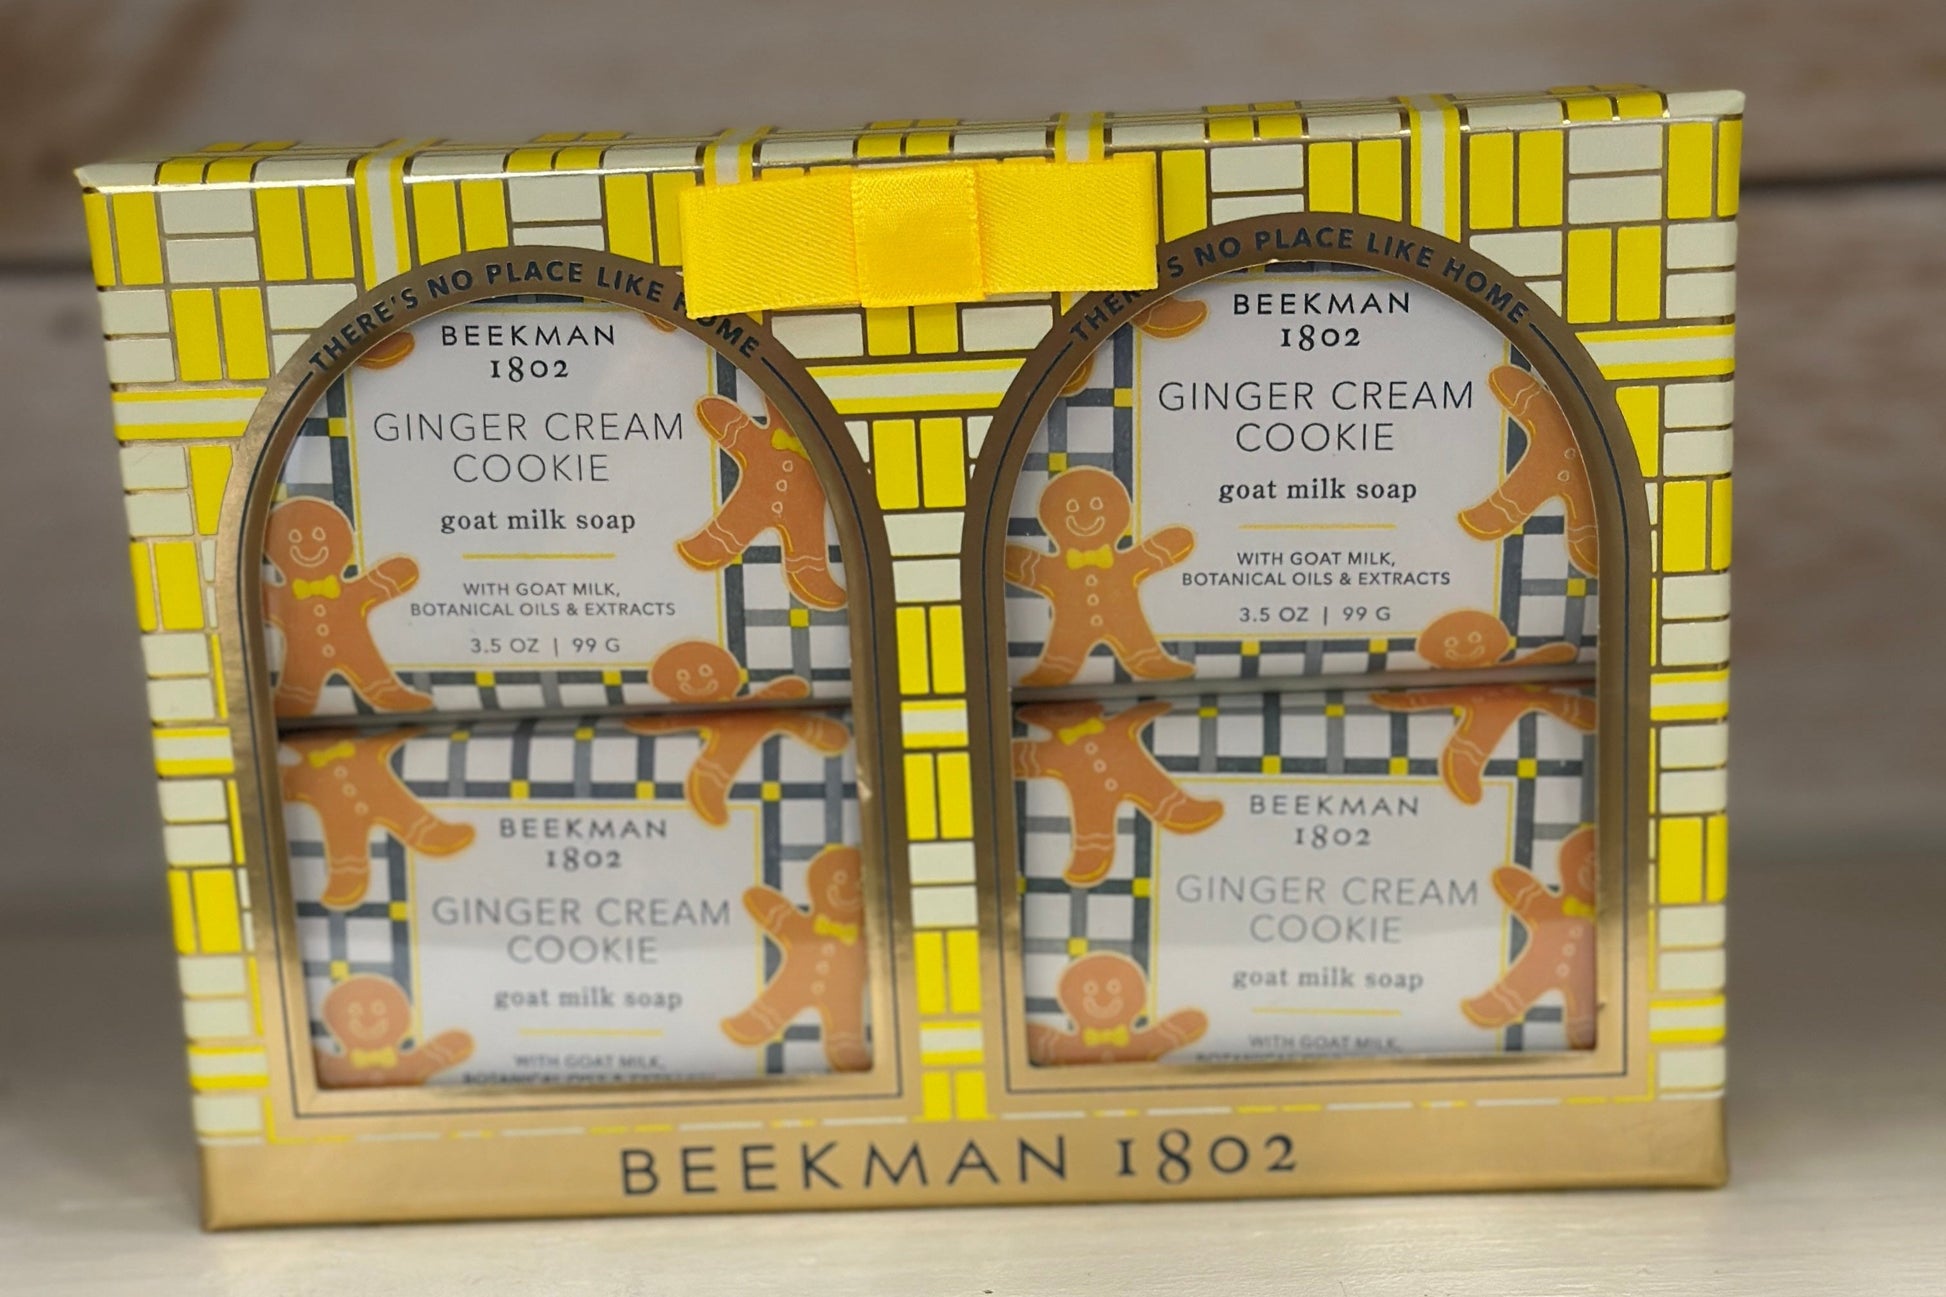 THERE'S NO PLACE LIKE HOME
BEEKMAN
1802
GINGER CREAM
COOKIE
goat milk soap
WITH GOAT MILK,
BOTANICAL OILS & EXTRACTS
3.5 OZ | 99 G
BEEKMAN
1802
GINGER CREAM
COOKIE
goat milk soap
WITH GOAT MILK,
THERE'S NO PLACE LIKE HOME
BEEKMAN
1802
GINGER CREAM
COOKIE
goat milk soap
WITH GOAT MILK,
BOTANICAL OILS & EXTRACTS
3.5 OZ | 99 G
BEEKMAN
1802
GINGER CREAM
COOKIE
goat milk soap
WITH GOAT MILK,
BEEKMAN 1802